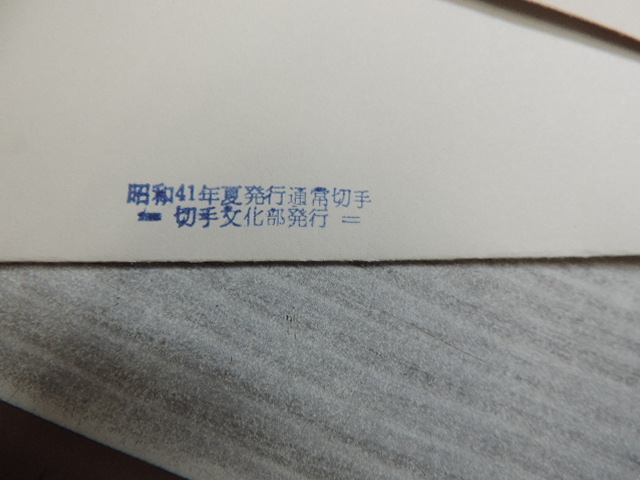 昭和41年夏発行通常切手
= 切手文化部発行 =